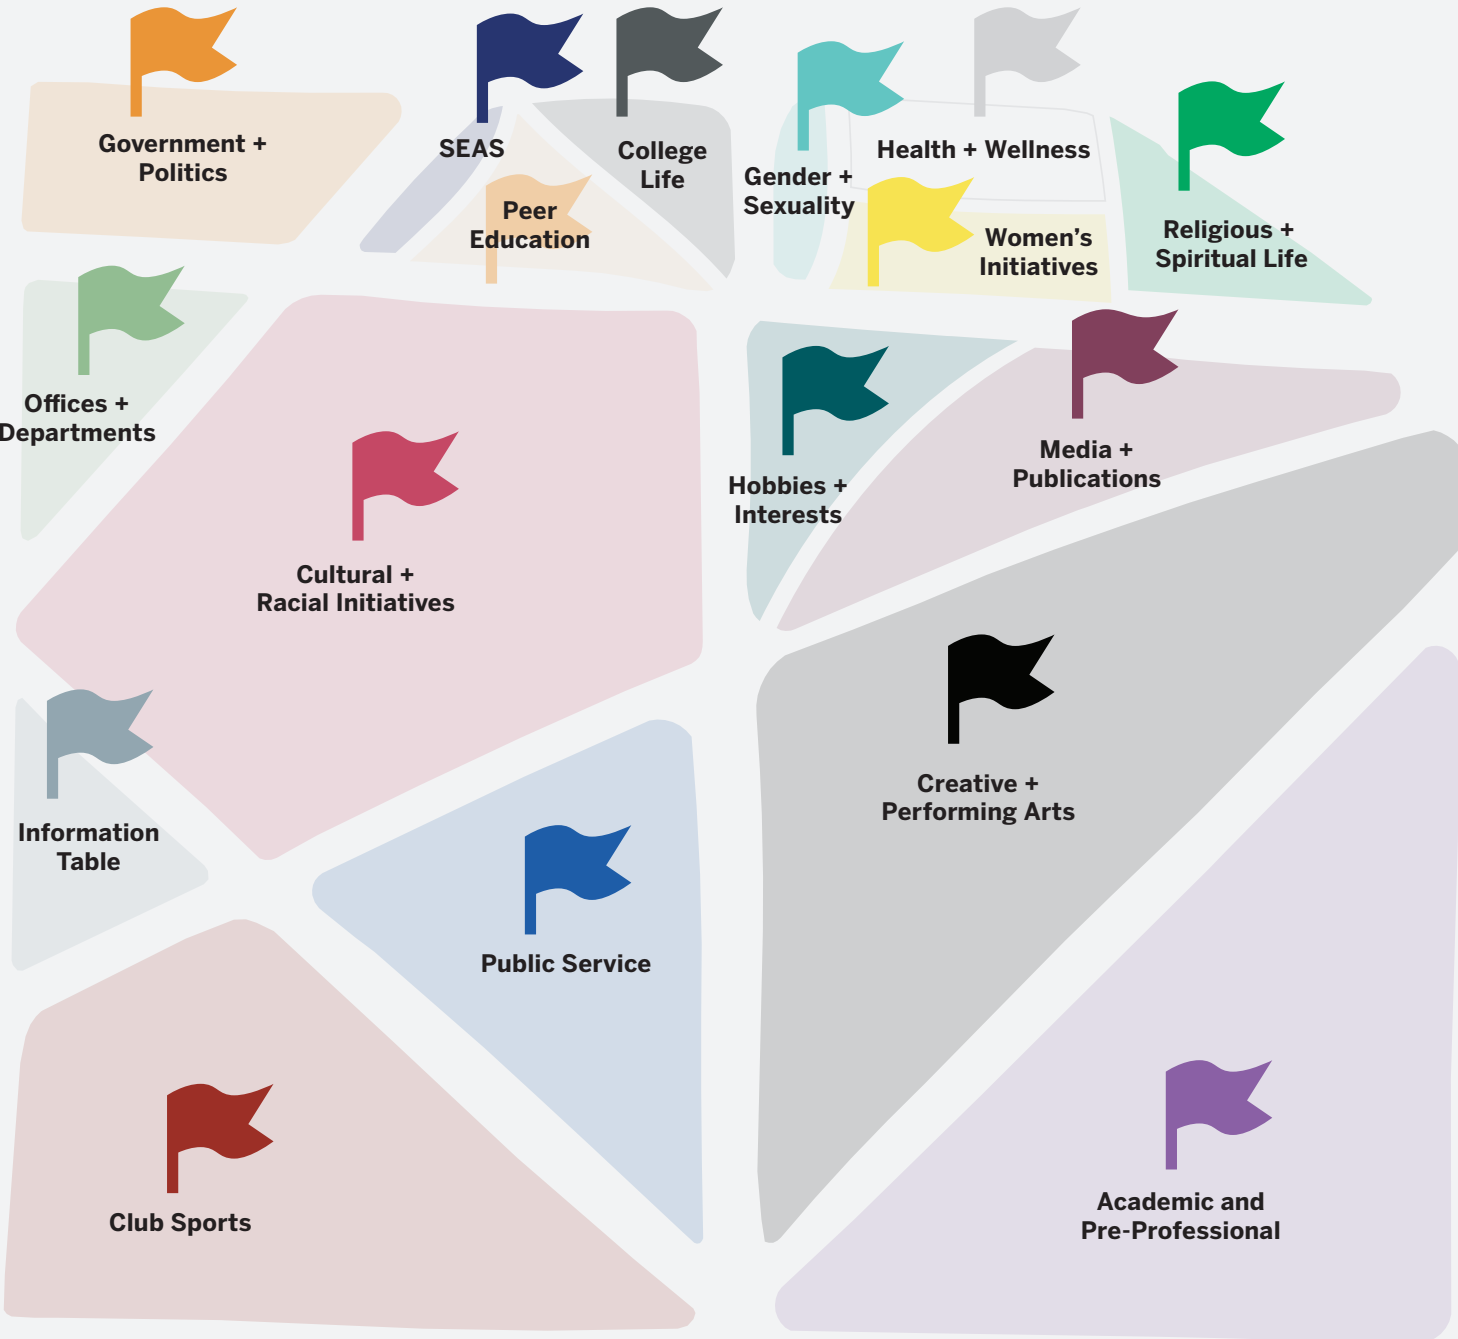 Government +
Politics
SEAS
College
Life
Peer
Education
Gender +
Sexuality
Health + Wellness
Women's
Initiatives
Religious +
Spiritual Life
Offices +
Departments
Cultural +
Racial Initiatives
Hobbies +
Interests
Media +
Publications
Information
Table
Public Service
Creative +
Performing Arts
Club Sports
Academic and
Pre-Professional